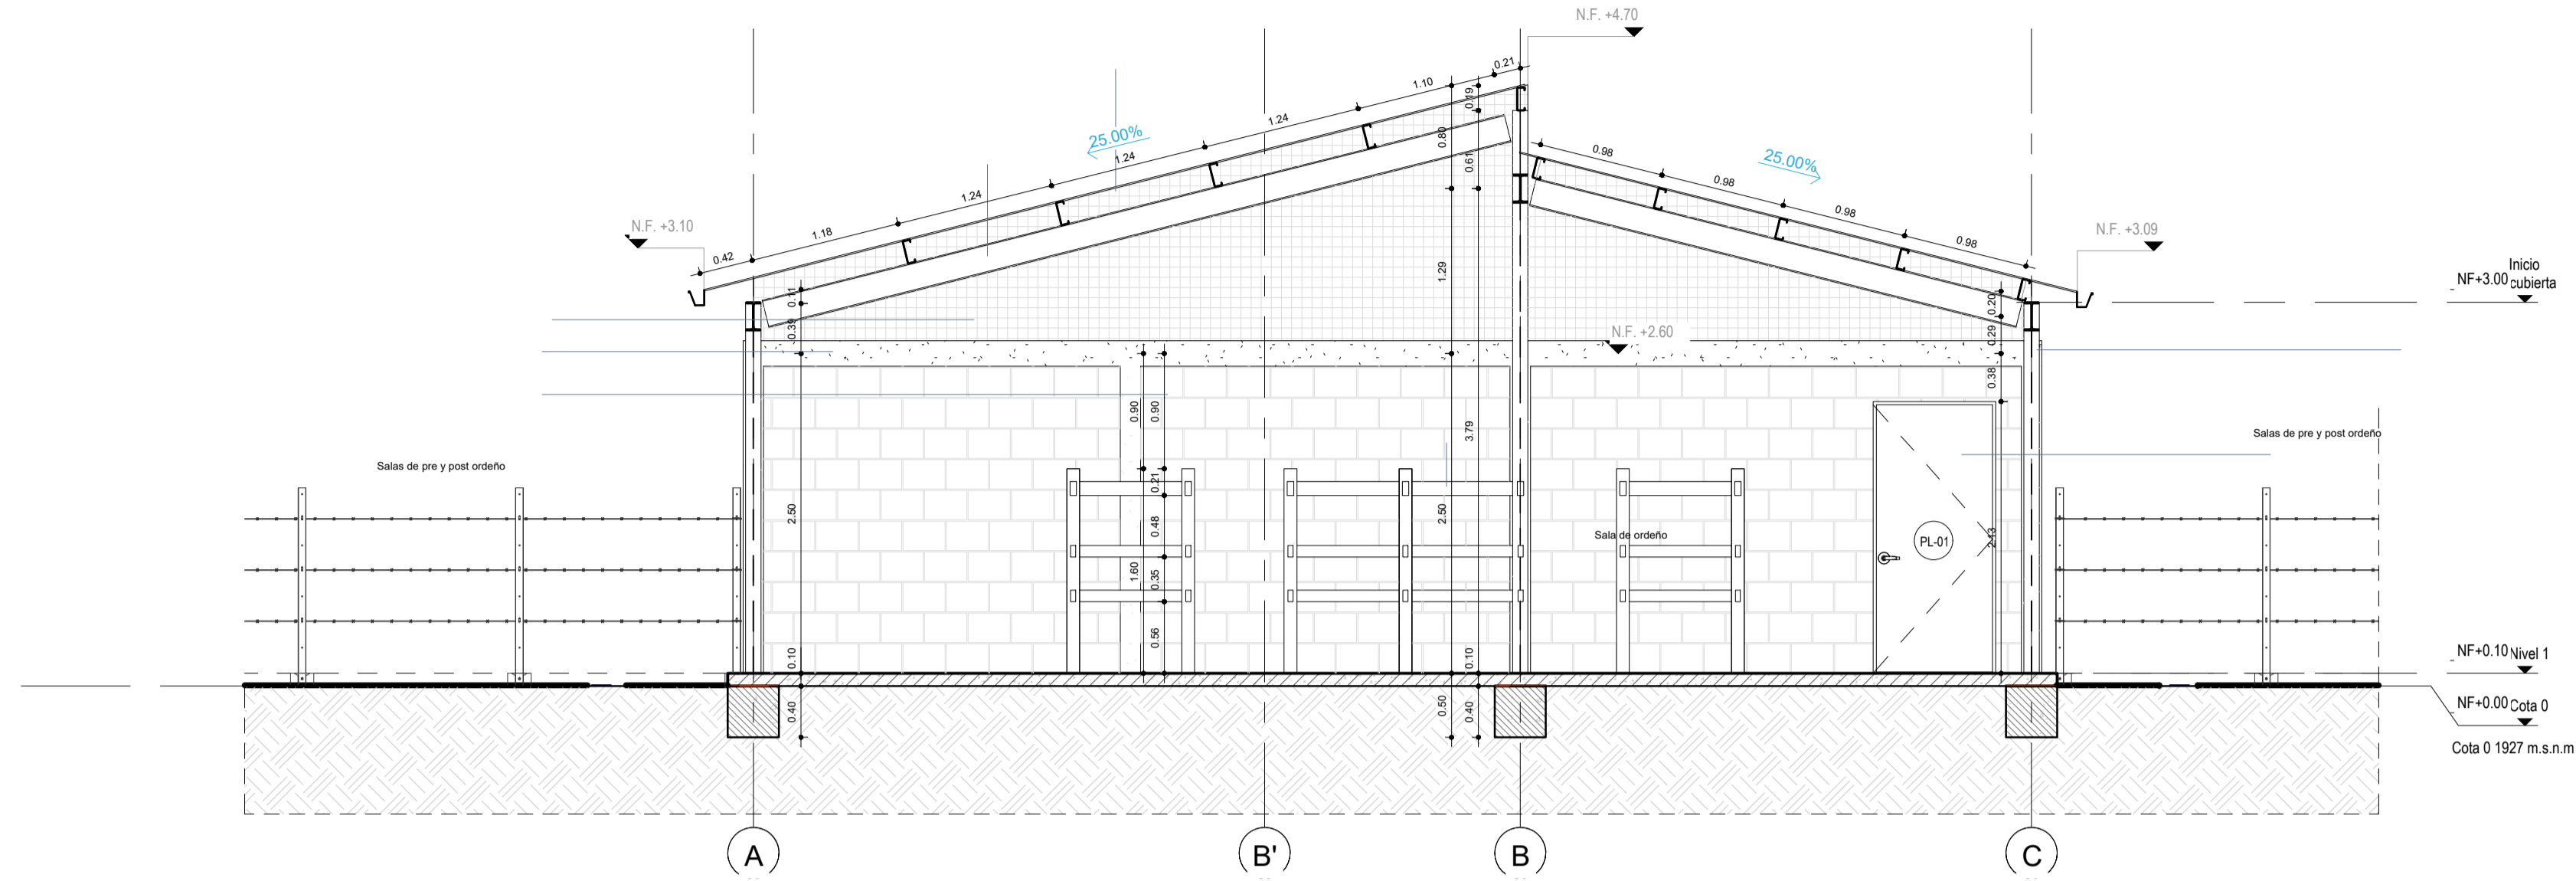 N.F. +4.70
0.21
1.10
0.19
1.24
25.00%
1.24
0.80
0.61
1.24
1.18
0.42
N.F. +3.10
0.98
25.00%
0.98
0.98
0.98
N.F. +3.09
Inicio
NF+3.00 cubierta
0.11
0.39
1.29
0.20
0.29
N.F. +2.60
0.38
0.90
0.90
3.79
Salas de pre y post ordeño
Salas de pre y post ordeño
2.50
0.21
0.48
2.50
Sala de ordeño
PL-01
2.13
1.60
0.35
0.56
0.10
0.10
NF+0.10 Nivel 1
0.40
0.50
0.40
NF+0.00 Cota 0
Cota 0 1927 m.s.n.m
A
B'
B
C